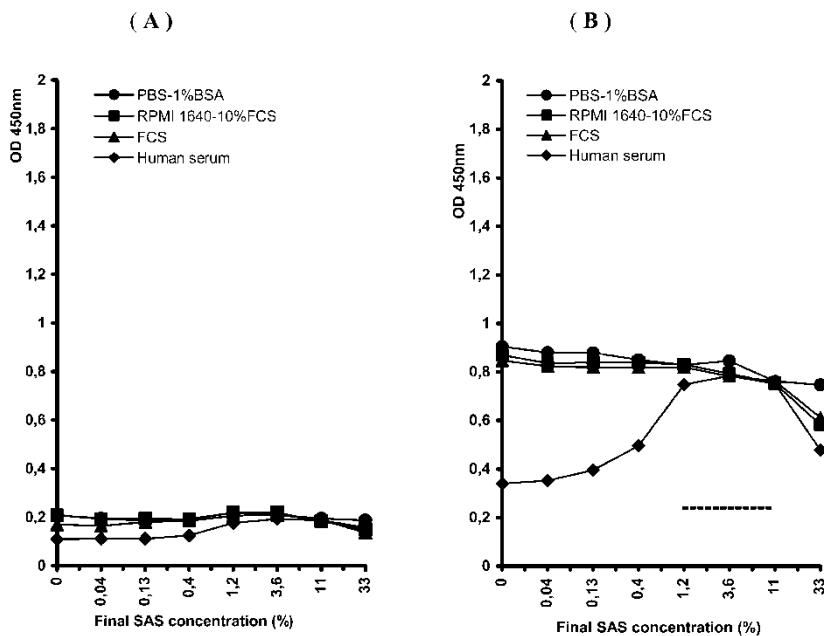 ( A )
2
1,8
1,6
1,4
1,2
1
0,8
0,6
0,4
0,2
0
OD 450nm
PBS-1%BSA
RPMI 1640-10%FCS
FCS
Human serum
0
0,04
0,13
0,4
1,2
3,6
11
33
Final SAS concentration (%)
( B )
2
1,8
1,6
1,4
1,2
1
0,8
0,6
0,4
0,2
0
OD 450nm
PBS-1%BSA
RPMI 1640-10%FCS
FCS
Human serum
0
0,04
0,13
0,4
1,2
3,6
11
33
Final SAS concentration (%)